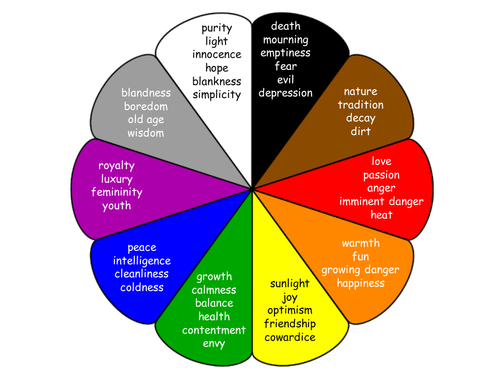 purity
light
innocence
hope
blankness
simplicity
death
mourning
emptiness
fear
evil
depression
nature
tradition
decay
dirt
love
passion
anger
imminent danger
heat
warmth
fun
growing danger
happiness
sunlight
joy
optimism
friendship
cowardice
growth
calmness
balance
health
contentment
envy
peace
intelligence
cleanliness
coldness
royalty
luxury
femininity
youth
blandness
boredom
old age
wisdom